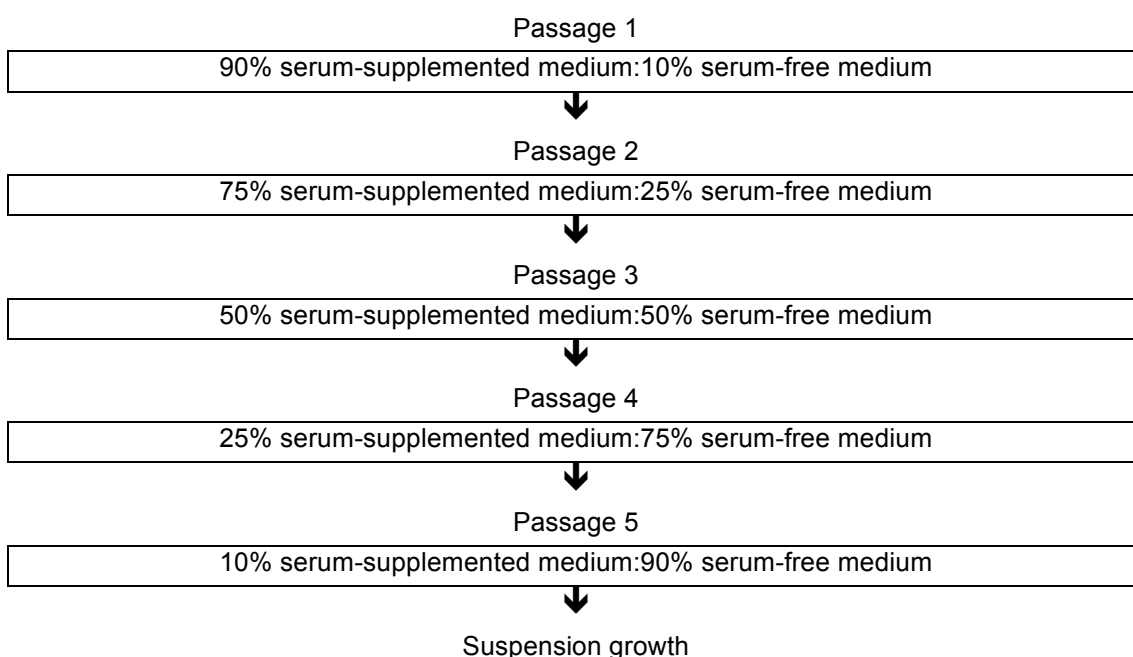 Passage 1
90% serum-supplemented medium:10% serum-free medium
Passage 2
75% serum-supplemented medium:25% serum-free medium
Passage 3
50% serum-supplemented medium:50% serum-free medium
Passage 4
25% serum-supplemented medium:75% serum-free medium
Passage 5
10% serum-supplemented medium:90% serum-free medium
Suspension growth